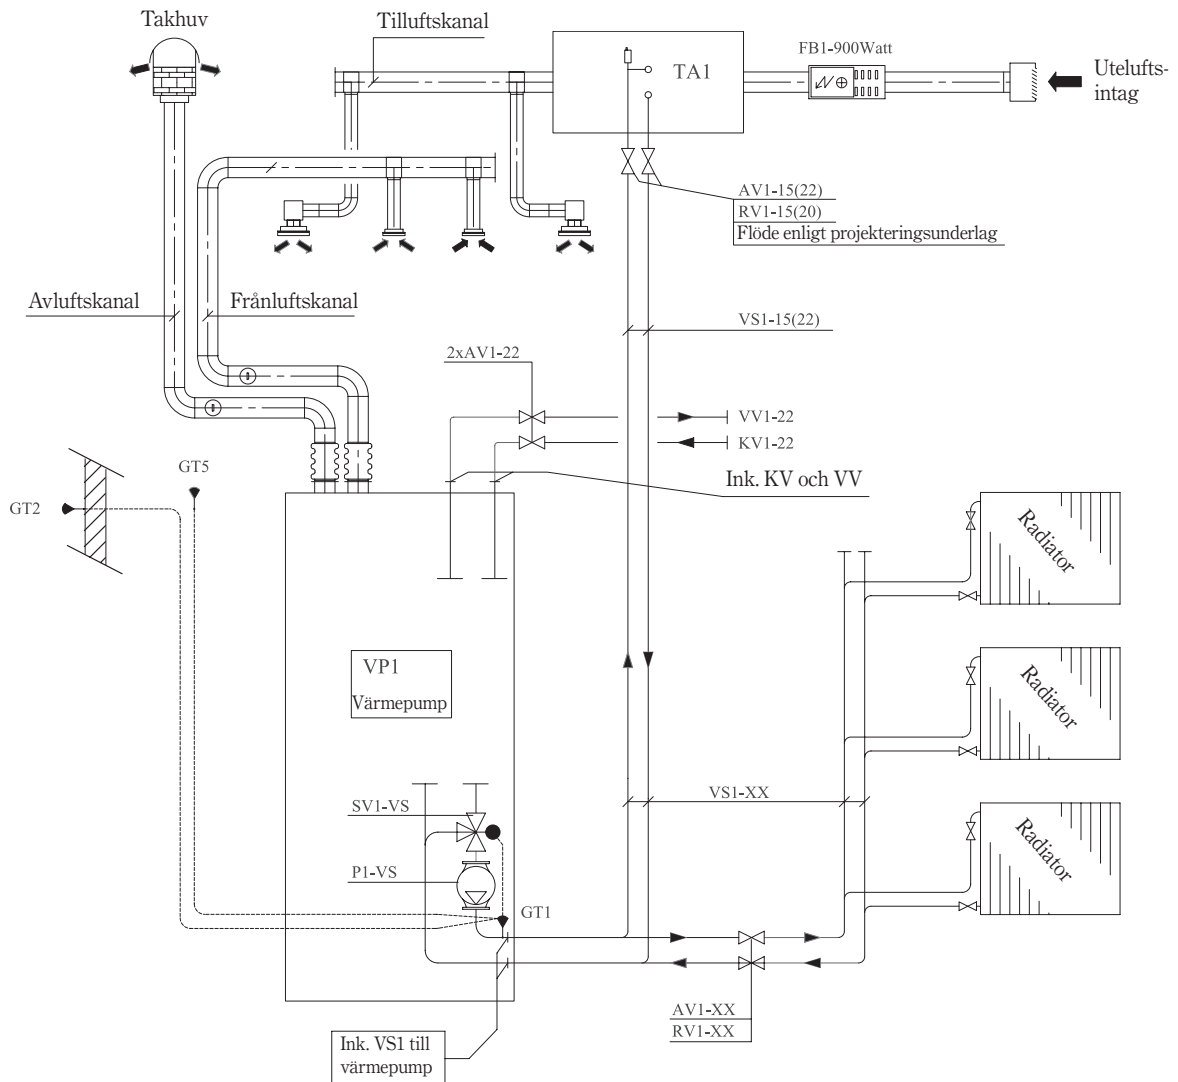 Takhuv
Tilluftskanal
FB1-900Watt
TA1
Utelufts-
intag
AV1-15(22)
RV1-15(20)
Flöde enligt projekteringsunderlag
Avluftskanal
Frånluftskanal
VS1-15(22)
2xAV1-22
VV1-22
KV1-22
GT5
GT2
Ink. KV och VV
Radiator
VP1
Värmepump
Radiator
VS1-XX
SV1-VS
Radiator
P1-VS
GT1
AV1-XX
RV1-XX
Ink. VS1 till
värmepump